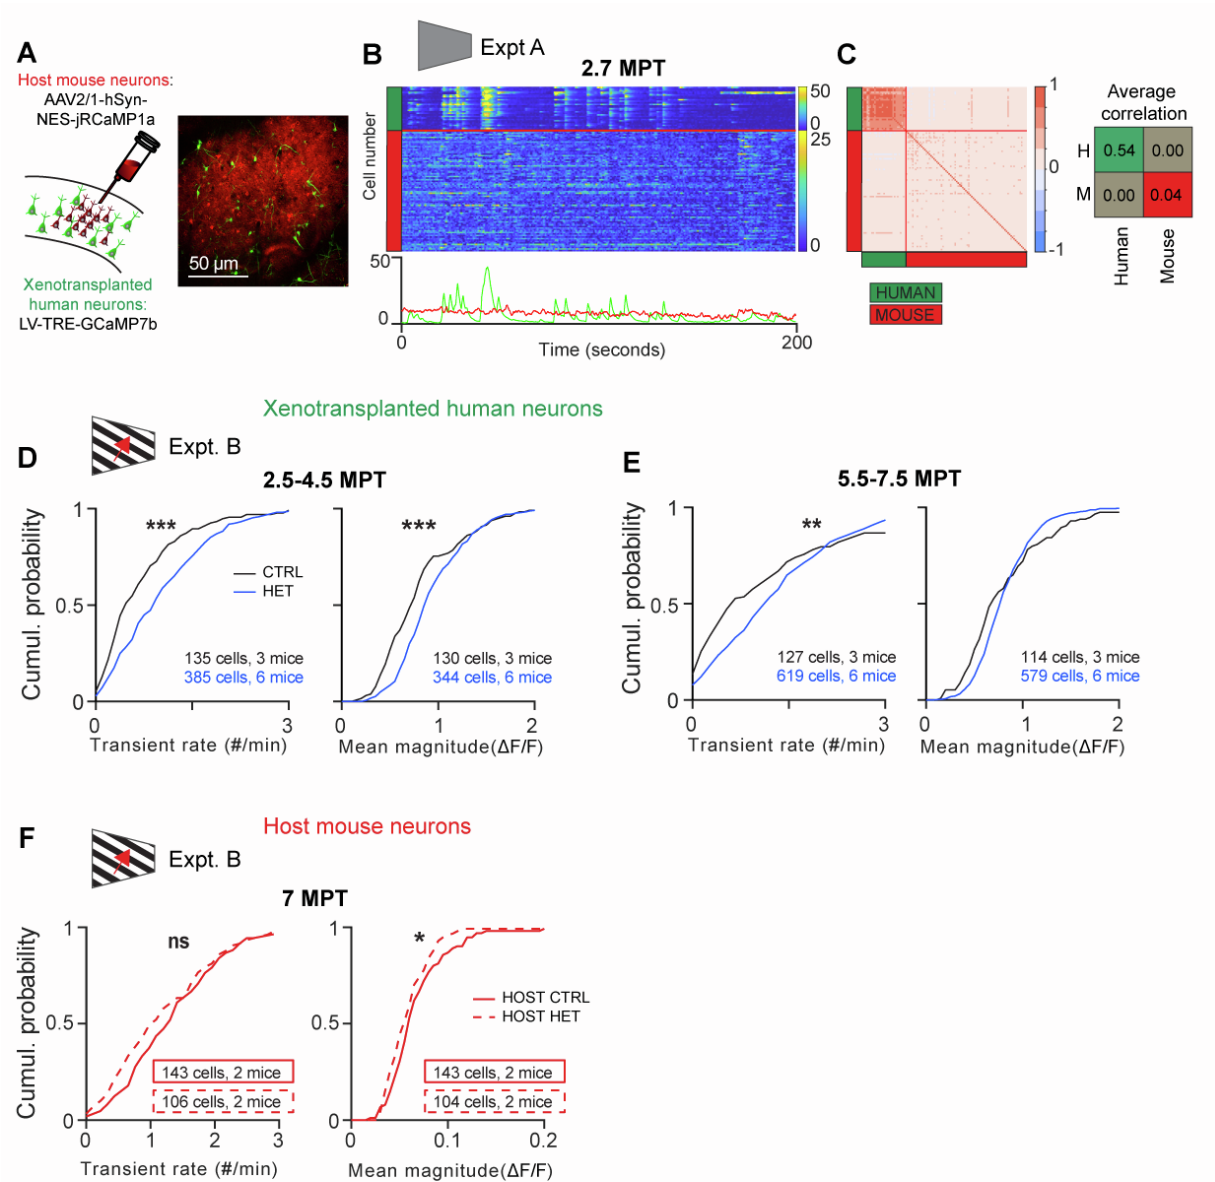 A
Host mouse neurons:
AAV2/1-hSyn-
NES-jRCaMP1a
50 µm
Xenotransplanted
human neurons:
LV-TRE-GCaMP7b
B
Expt A
2.7 MPT
Cell number
50
0
25
0
50
0
0
200
Time (seconds)
C
1
0
-1
HUMAN
MOUSE
Average
correlation
H
0.54
0.00
M
0.00
0.04
Human
Mouse
Xenotransplanted human neurons
D
Expt. B
2.5-4.5 MPT
Cumul. probability
1
0.5
0
***
CTRL
HET
135 cells, 3 mice
385 cells, 6 mice
0
3
Transient rate (#/min)
***
130 cells, 3 mice
344 cells, 6 mice
0
1
2
Mean magnitude(ΔF/F)
E
5.5-7.5 MPT
Cumul. probability
1
0.5
0
**
127 cells, 3 mice
619 cells, 6 mice
0
3
Transient rate (#/min)
114 cells, 3 mice
579 cells, 6 mice
0
1
2
Mean magnitude(ΔF/F)
F
Host mouse neurons
Expt. B
7 MPT
Cumul. probability
1
0.5
0
ns
143 cells, 2 mice
106 cells, 2 mice
0
1
2
3
Transient rate (#/min)
1
0.5
0
*
HOST CTRL
HOST HET
143 cells, 2 mice
104 cells, 2 mice
0
0.1
0.2
Mean magnitude(ΔF/F)